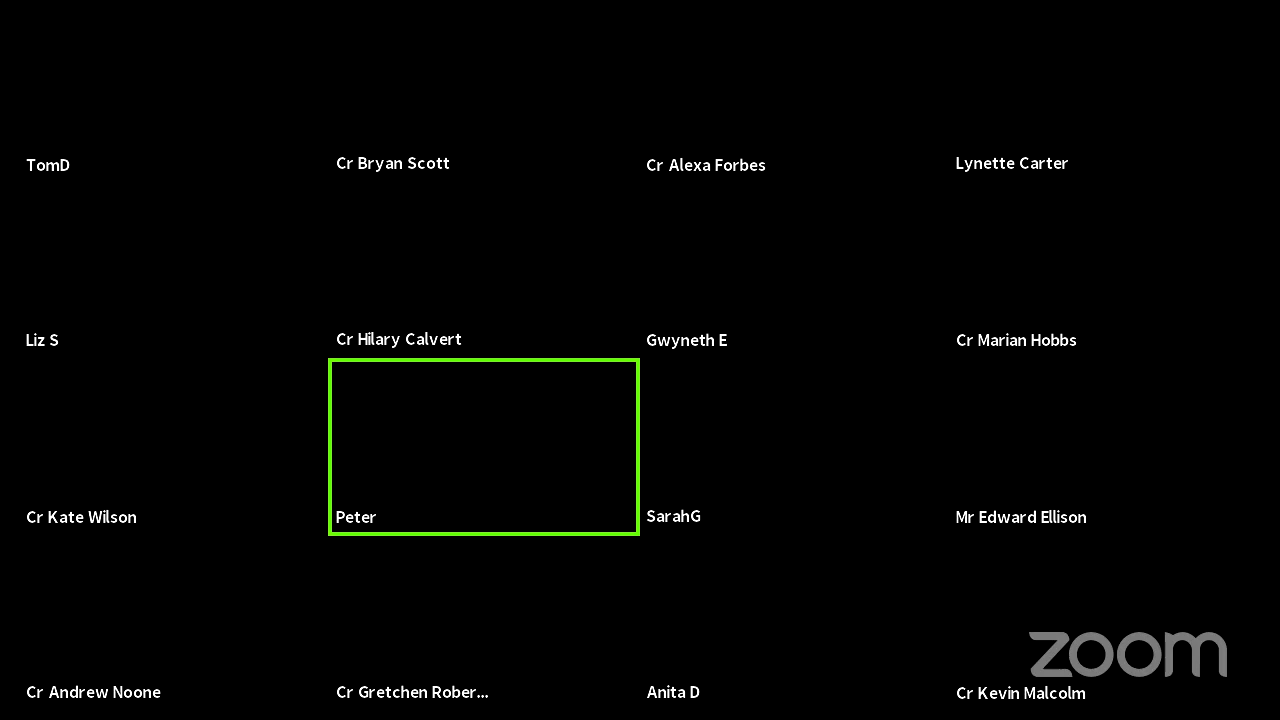 TomD
Cr Bryan Scott
Cr Alexa Forbes
Lynette Carter
Liz S
Cr Hilary Calvert
Gwyneth E
Cr Marian Hobbs
Cr Kate Wilson
Peter
SarahG
Mr Edward Ellison
Cr Andrew Noone
Cr Gretchen Rober...
Anita D
Cr Kevin Malcolm
zoom